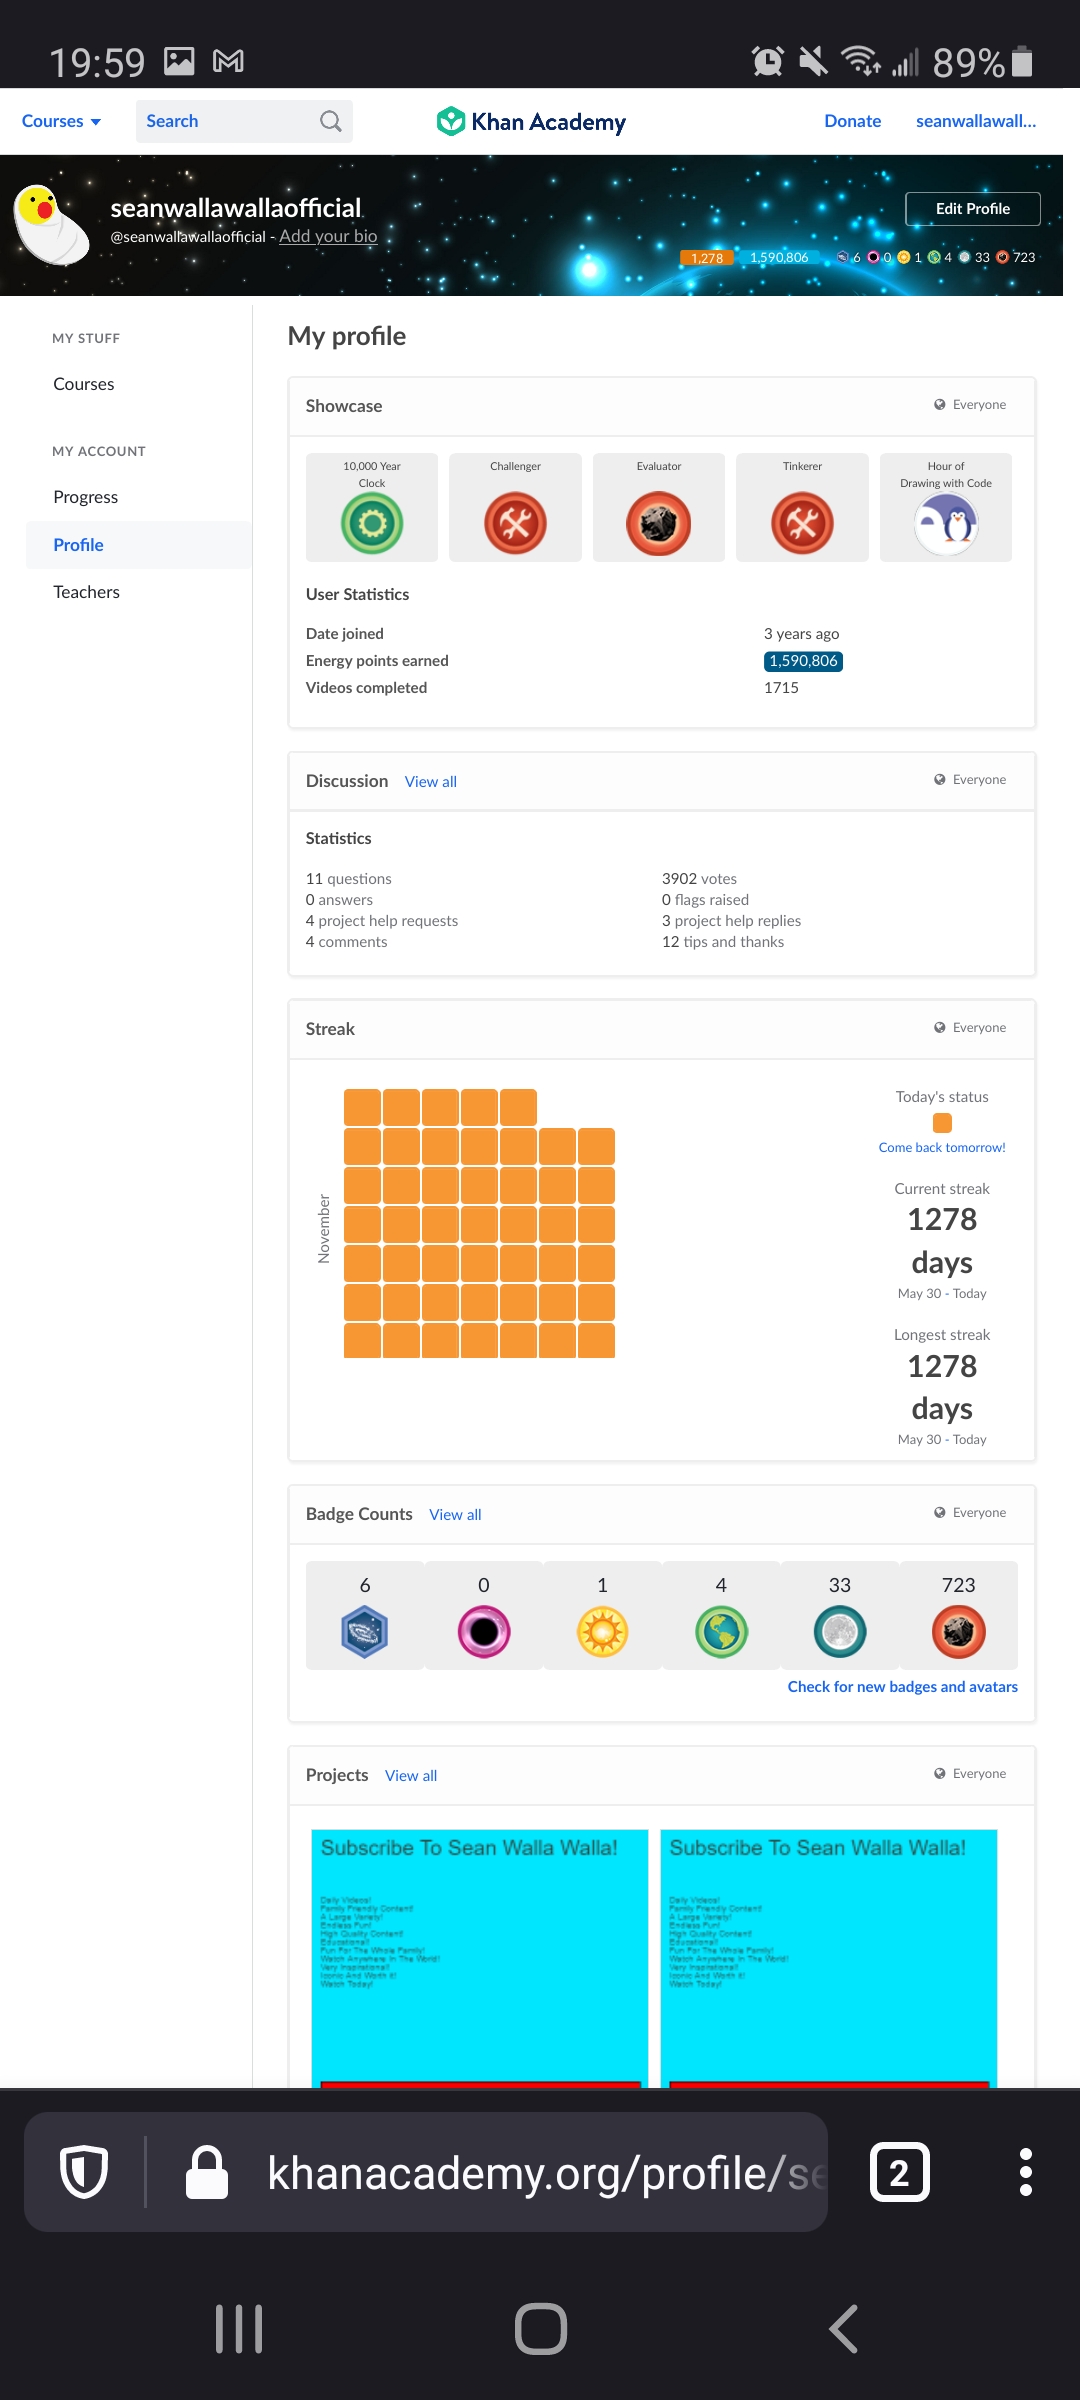 19:59
89%
Courses
Search
Khan Academy
Donate
seanwallawall...
seanwallawallaofficial
@seanwallawallaofficial - Add your bio
Edit Profile
1,278 1,590,806 6 0 1 4 33 723
MY STUFF
Courses
MY ACCOUNT
Progress
Profile
Teachers
My profile
Showcase
Everyone
10,000 Year
Clock
Challenger
Evaluator
Tinkerer
Hour of
Drawing with Code
User Statistics
Date joined 3 years ago
Energy points earned 1,590,806
Videos completed 1715
Discussion View all
Everyone
Statistics
11 questions
0 answers
4 project help requests
4 comments
3902 votes
0 flags raised
3 project help replies
12 tips and thanks
Streak
Everyone
November
Today's status
Come back tomorrow!
Current streak
1278
days
May 30 - Today
Longest streak
1278
days
May 30 - Today
Badge Counts View all
Everyone
6 0 1 4 33 723
Check for new badges and avatars
Projects View all
Everyone
Subscribe To Sean Walla Walla!
Daily Videos!
Family Friendly Content!
A Large Variety!
Endless Fun!
High Quality Content!
Educational!
Fun For The Whole Family!
Watch Anywhere In The World!
Very Inspirational!
Iconic And Worth It!
Watch Today!
Subscribe To Sean Walla Walla!
Daily Videos!
Family Friendly Content!
A Large Variety!
Endless Fun!
High Quality Content!
Educational!
Fun For The Whole Family!
Watch Anywhere In The World!
Very Inspirational!
Iconic And Worth It!
Watch Today!
khanacademy.org/profile/se
2